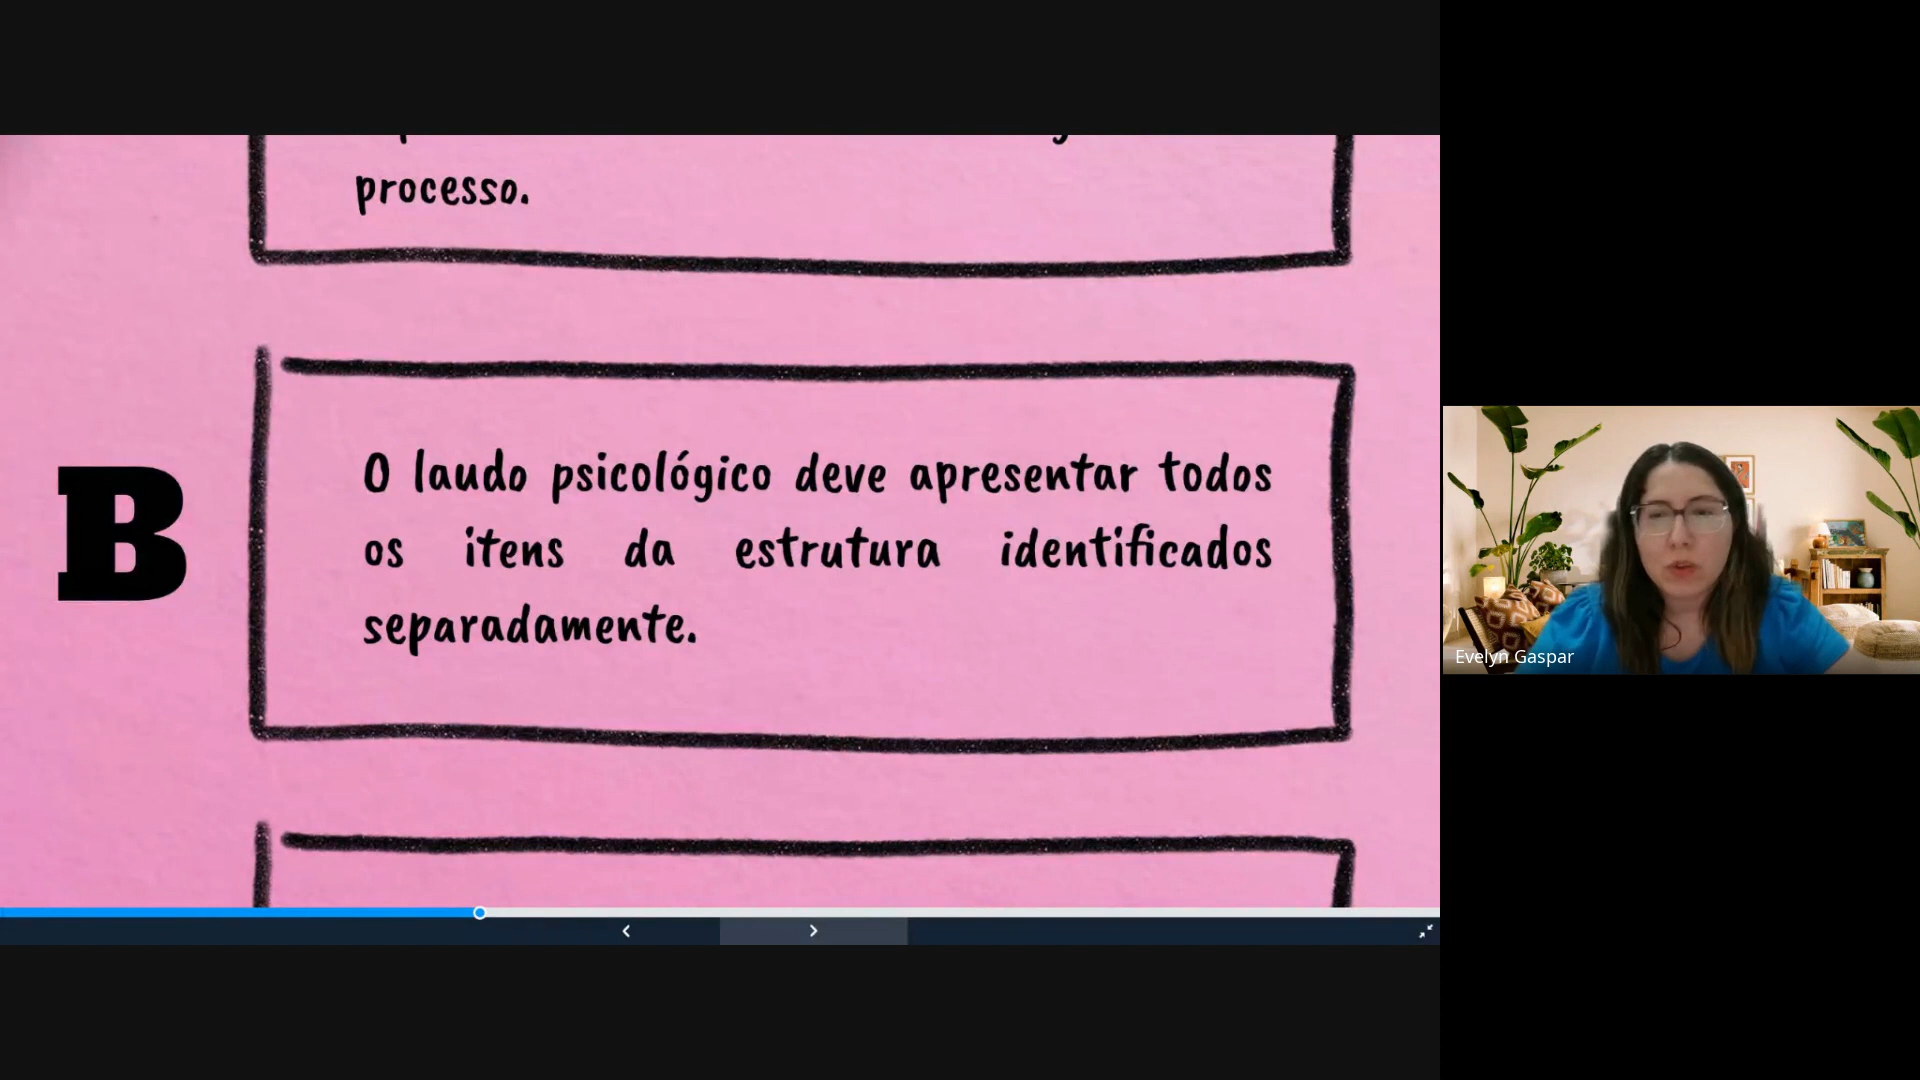 processo.
B
O laudo psicológico deve apresentar todos
os itens da estrutura identificados
separadamente.
Evelyn Gaspar